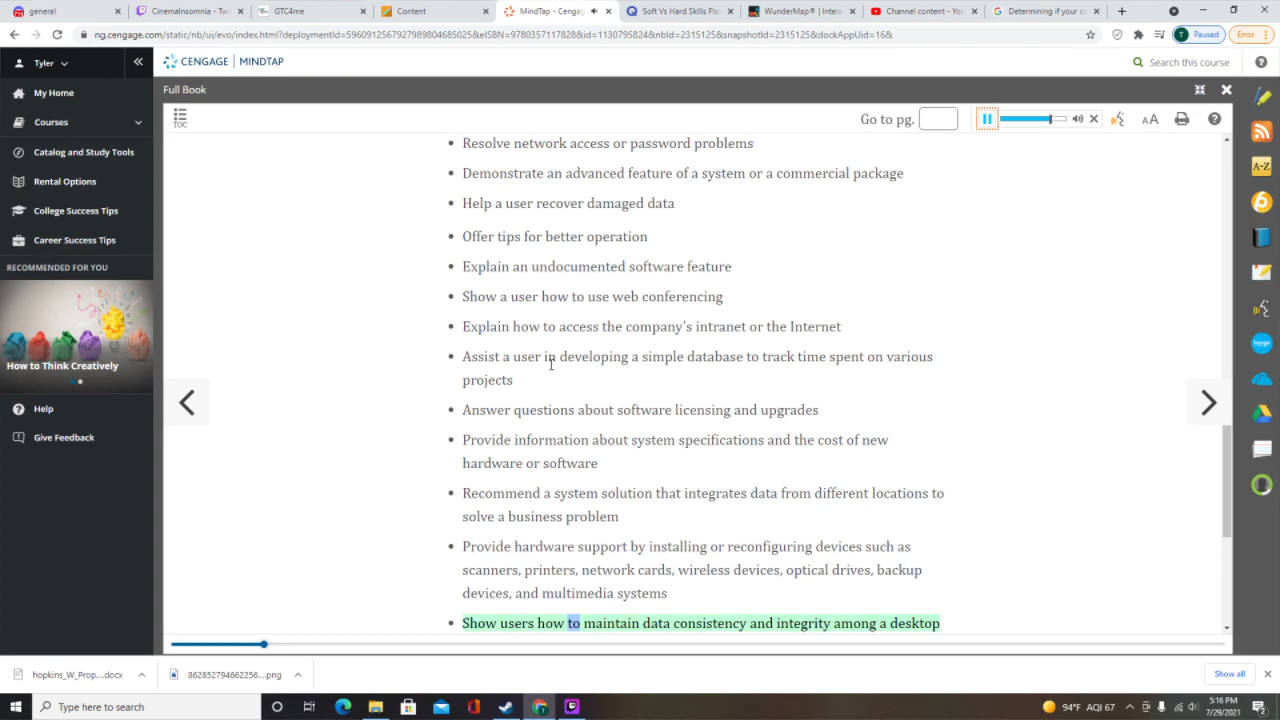 general
CinemaInsomnia - Twi
GTC4me
Content
MindTap - Cengag
Soft Vs Hard Skills Flas
WunderMap® | Intera
Channel content - You
Determining if your co
ng.cengage.com/static/nb/ui/evo/index.html?deploymentId=59609125679279898046850255&eISBN=9780357117828&id=1130795824&nbId=2315125&snapshotId=2315125&dockAppUid=16&
T Paused
Error
Tyler
CENGAGE | MINDTAP
Search this course
My Home
Full Book
Courses
TOC
Go to pg.
AA
Catalog and Study Tools
Rental Options
College Success Tips
Career Success Tips
RECOMMENDED FOR YOU
How to Think Creatively
Help
Give Feedback
A-Z
• Resolve network access or password problems
• Demonstrate an advanced feature of a system or a commercial package
• Help a user recover damaged data
• Offer tips for better operation
• Explain an undocumented software feature
• Show a user how to use web conferencing
• Explain how to access the company's intranet or the Internet
• Assist a user in developing a simple database to track time spent on various
projects
• Answer questions about software licensing and upgrades
• Provide information about system specifications and the cost of new
hardware or software
• Recommend a system solution that integrates data from different locations to
solve a business problem
• Provide hardware support by installing or reconfiguring devices such as
scanners, printers, network cards, wireless devices, optical drives, backup
devices, and multimedia systems
• Show users how to maintain data consistency and integrity among a desktop
hopkins_W_Prop....docx
862852794662256....png
Show all
Type here to search
94°F AQI 67
5:16 PM
7/29/2021
2